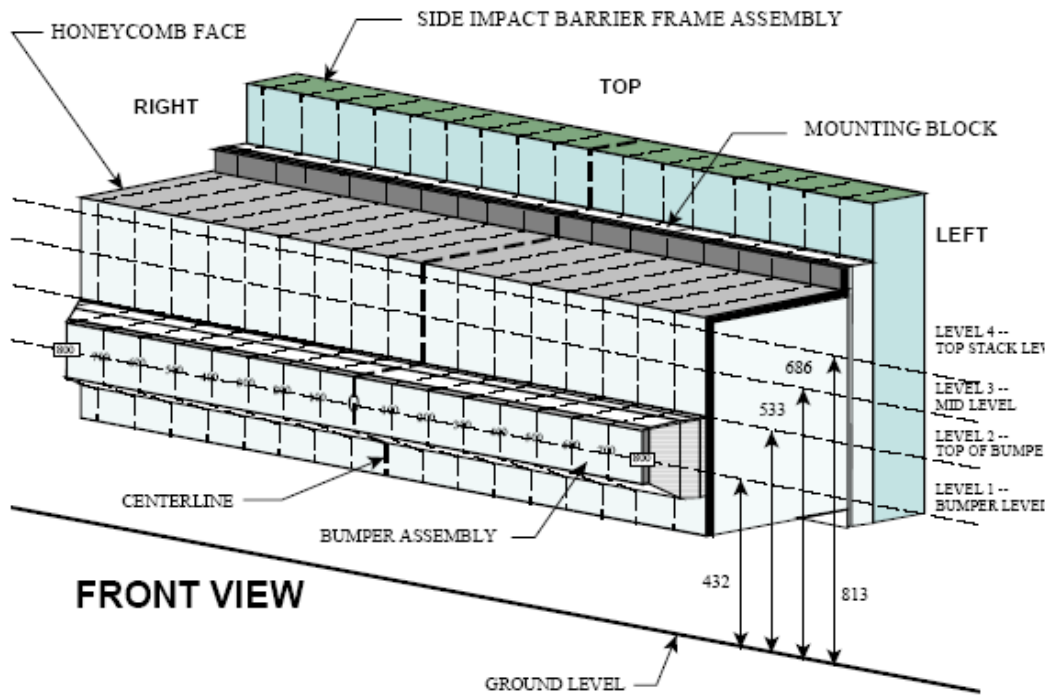 SIDE IMPACT BARRIER FRAME ASSEMBLY
HONEYCOMB FACE
TOP
RIGHT
MOUNTING BLOCK
LEFT
LEVEL 4 --
TOP STACK LEV
686
LEVEL 3 --
MID LEVEL
533
LEVEL 2 --
TOP OF BUMPE
LEVEL 1 --
BUMPER LEVEL
800
800
CENTERLINE
BUMPER ASSEMBLY
432
813
FRONT VIEW
GROUND LEVEL